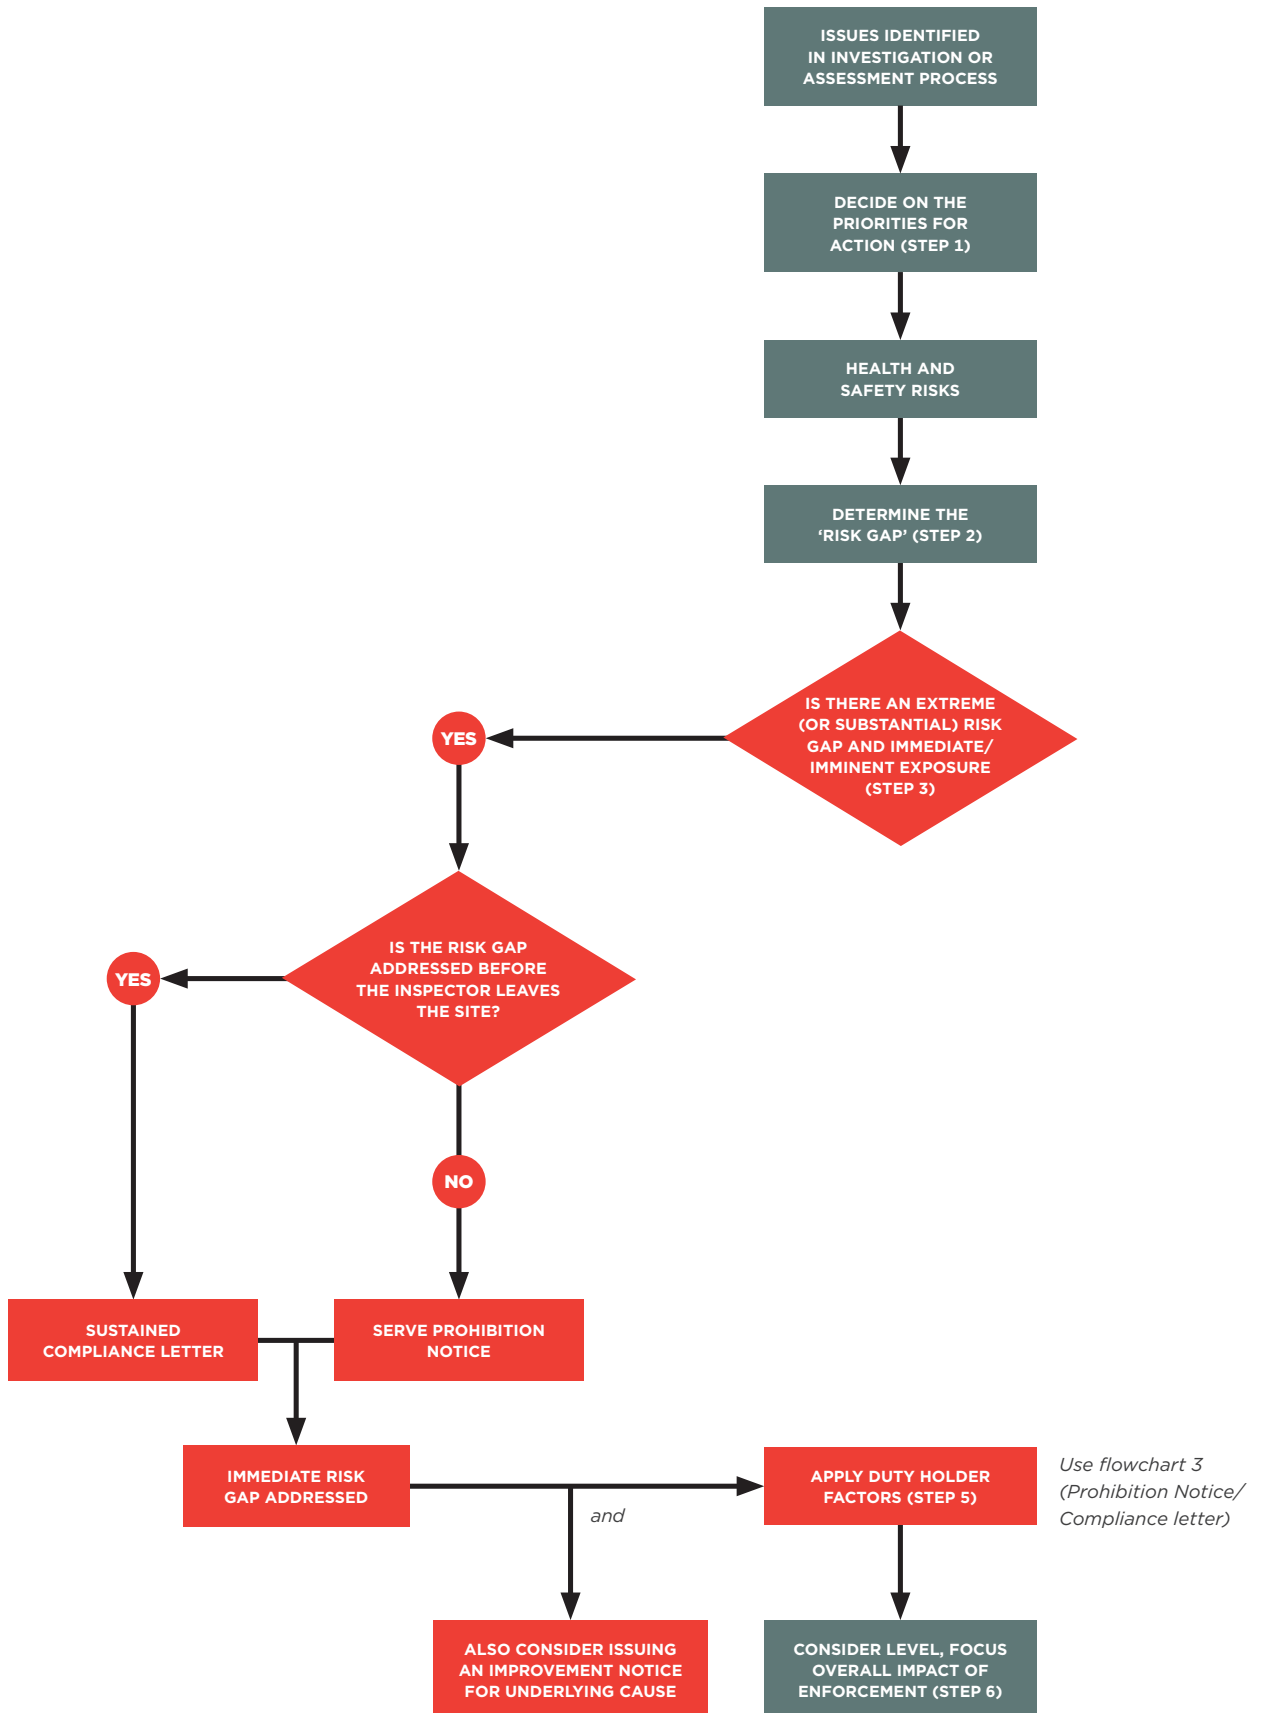 ISSUES IDENTIFIED
IN INVESTIGATION OR
ASSESSMENT PROCESS
DECIDE ON THE
PRIORITIES FOR
ACTION (STEP 1)
HEALTH AND
SAFETY RISKS
DETERMINE THE
‘RISK GAP’ (STEP 2)
IS THERE AN EXTREME
(OR SUBSTANTIAL) RISK
GAP AND IMMEDIATE/
IMMINENT EXPOSURE
(STEP 3)
YES
IS THE RISK GAP
ADDRESSED BEFORE
THE INSPECTOR LEAVES
THE SITE?
YES
NO
SUSTAINED
COMPLIANCE LETTER
SERVE PROHIBITION
NOTICE
IMMEDIATE RISK
GAP ADDRESSED
and
APPLY DUTY HOLDER
FACTORS (STEP 5)
Use flowchart 3
(Prohibition Notice/
Compliance letter)
ALSO CONSIDER ISSUING
AN IMPROVEMENT NOTICE
FOR UNDERLYING CAUSE
CONSIDER LEVEL, FOCUS
OVERALL IMPACT OF
ENFORCEMENT (STEP 6)